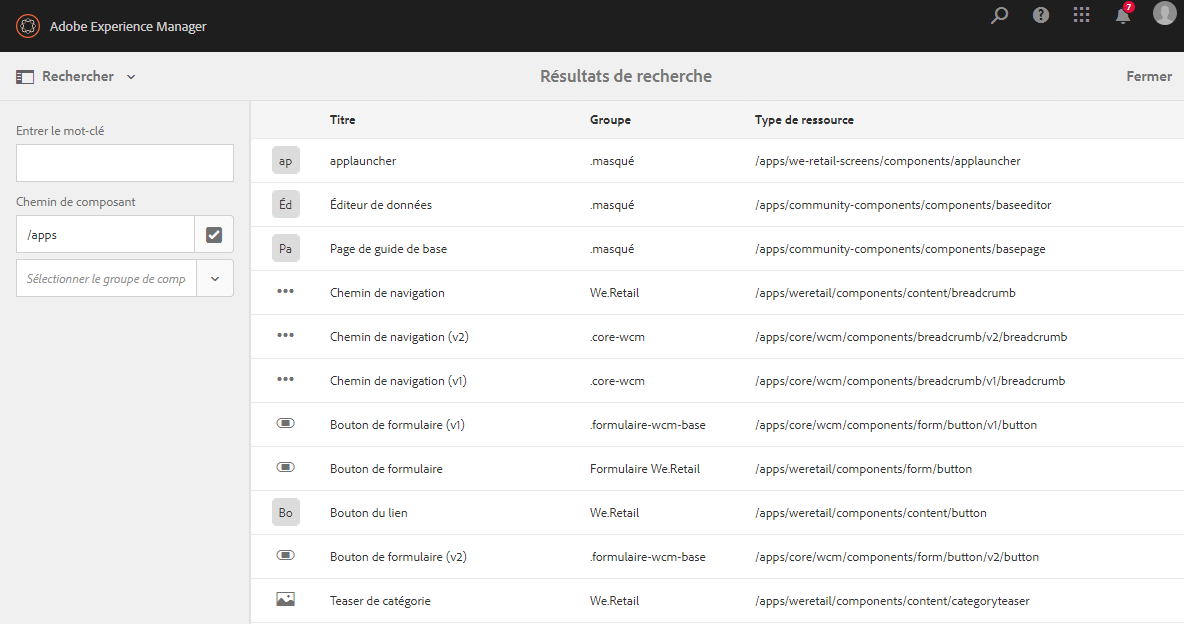 Adobe Experience Manager
7
Rechercher
Résultats de recherche
Fermer
Entrer le mot-clé
Chemin de composant
/apps
Sélectionner le groupe de comp
Titre Groupe Type de ressource
ap applauncher .masqué /apps/we-retail-screens/components/applauncher
Éd Éditeur de données .masqué /apps/community-components/components/baseeditor
Pa Page de guide de base .masqué /apps/community-components/components/basepage
Chemin de navigation We.Retail /apps/weretail/components/content/breadcrumb
Chemin de navigation (v2) .core-wcm /apps/core/wcm/components/breadcrumb/v2/breadcrumb
Chemin de navigation (v1) .core-wcm /apps/core/wcm/components/breadcrumb/v1/breadcrumb
Bouton de formulaire (v1) .formulaire-wcm-base /apps/core/wcm/components/form/button/v1/button
Bouton de formulaire Formulaire We.Retail /apps/weretail/components/form/button
Bo Bouton du lien We.Retail /apps/weretail/components/content/button
Bouton de formulaire (v2) .formulaire-wcm-base /apps/core/wcm/components/form/button/v2/button
Teaser de catégorie We.Retail /apps/weretail/components/content/categoryteaser